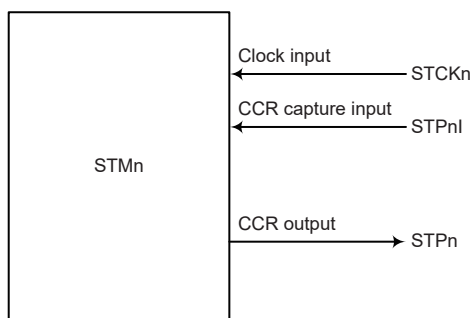 Clock input
STCKn
CCR capture input
STPnI
STMn
CCR output
STPn